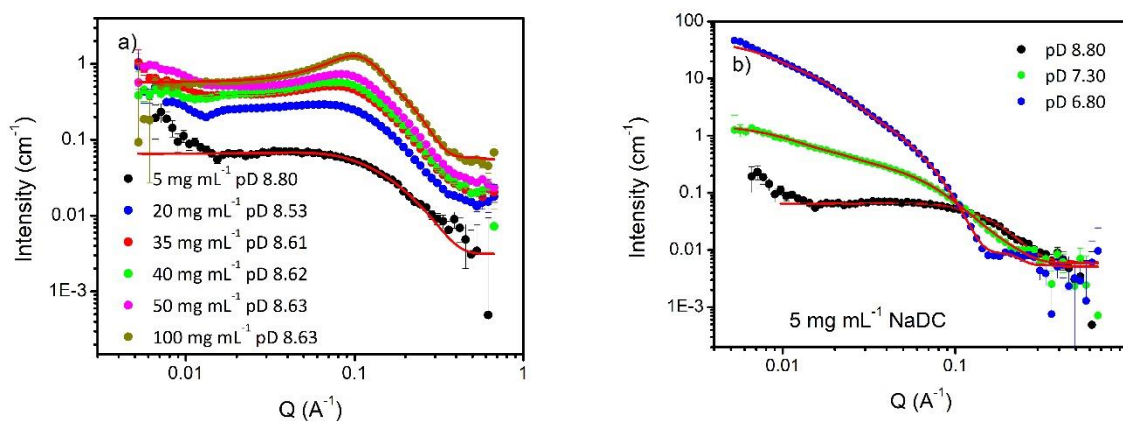 a)
Intensity (cm⁻¹)
1
0.1
0.01
1E-3
5 mg mL⁻¹ pD 8.80
20 mg mL⁻¹ pD 8.53
35 mg mL⁻¹ pD 8.61
40 mg mL⁻¹ pD 8.62
50 mg mL⁻¹ pD 8.63
100 mg mL⁻¹ pD 8.63
0.01 0.1 1
Q (A⁻¹)
b)
Intensity (cm⁻¹)
100
10
1
0.1
0.01
1E-3
pD 8.80
pD 7.30
pD 6.80
5 mg mL⁻¹ NaDC
0.01 0.1 1
Q (A⁻¹)